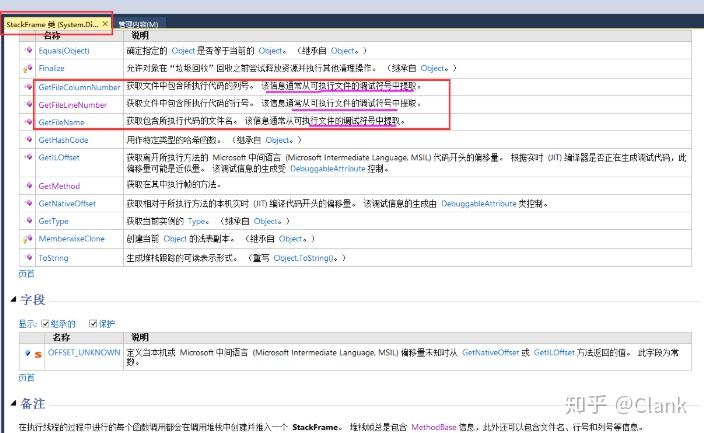 StackFrame 类 (System.Di... × 管理内容(M)
名称 说明
Equals(Object) 确定指定的 Object 是否等于当前的 Object。 （继承自 Object。）
Finalize 允许对象在“垃圾回收”回收之前尝试释放资源并执行其他清理操作。 （继承自 Object。）
GetFileColumnNumber 获取文件中包含所执行代码的列号。 该信息通常从可执行文件的调试符号中提取。
GetFileLineNumber 获取文件中包含所执行代码的行号。 该信息通常从可执行文件的调试符号中提取。
GetFileName 获取包含所执行代码的文件名。 该信息通常从可执行文件的调试符号中提取。
GetHashCode 用作特定类型的哈希函数。 （继承自 Object。）
GetILOffset 获取离开所执行方法的 Microsoft 中间语言 (Microsoft Intermediate Language, MSIL) 代码开头的偏移量。 根据实时 (JIT) 编译器是否正在生成调试代码，此
偏移量可能是近似量。 该调试信息的生成受 DebuggableAttribute 控制。
GetMethod 获取在其中执行帧的方法。
GetNativeOffset 获取相对于所执行方法的本机实时 (JIT) 编译代码开头的偏移量。 该调试信息的生成由 DebuggableAttribute 类控制。
GetType 获取当前实例的 Type。 （继承自 Object。）
MemberwiseClone 创建当前 Object 的浅表副本。 （继承自 Object。）
ToString 生成堆栈跟踪的可读表示形式。 （重写 Object.ToString()。）
页首
字段
显示: 继承的 保护
名称 说明
OFFSET_UNKNOWN 定义当本机或 Microsoft 中间语言 (Microsoft Intermediate Language, MSIL) 偏移量未知时从 GetNativeOffset 或 GetILOffset 方法返回的值。 此字段为常
数。
页首
备注
在执行线程的过程中进行的每个函数调用都会在调用堆栈中创建并推入一个 StackFrame。 堆栈帧总是包含 MethodBase 信息，此外还可以包含文件名、行号和列号等信息。
知乎 @Clank